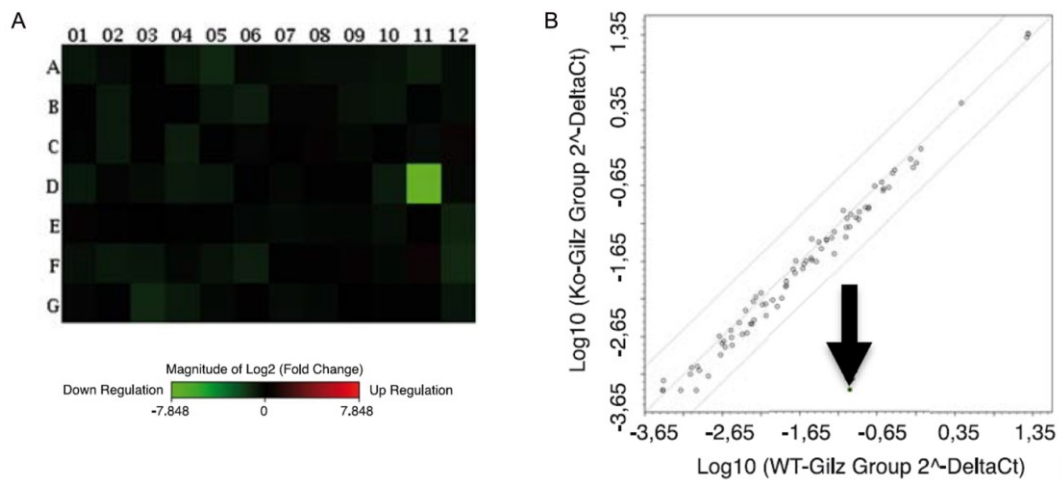 A
01 02 03 04 05 06 07 08 09 10 11 12
A
B
C
D
E
F
G
Magnitude of Log2 (Fold Change)
Down Regulation Up Regulation
-7.848 0 7.848
B
Log10 (Ko-Gilz Group 2^-DeltaCt)
1,35
0,35
-0,65
-1,65
-2,65
-3,65
-3,65 -2,65 -1,65 -0,65 0,35 1,35
Log10 (WT-Gilz Group 2^-DeltaCt)